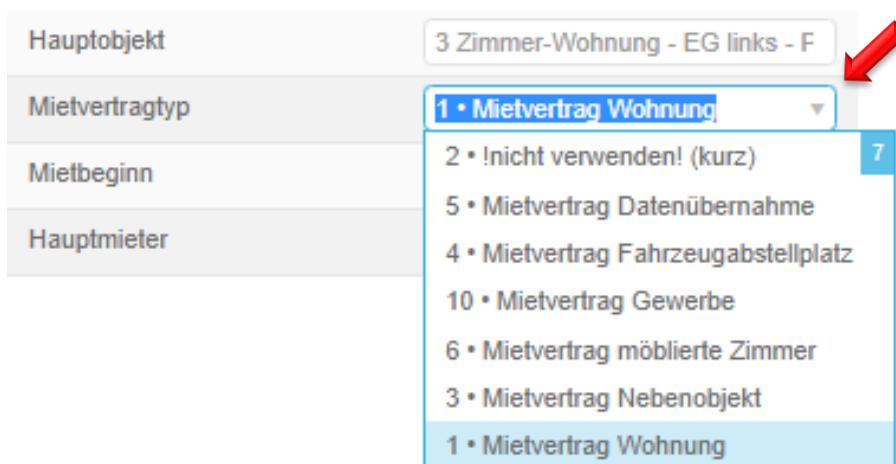 Hauptobjekt
3 Zimmer-Wohnung - EG links - F
Mietvertragtyp
1 • Mietvertrag Wohnung
Mietbeginn
Hauptmieter
2 • !nicht verwenden! (kurz)
7
5 • Mietvertrag Datenübernahme
4 • Mietvertrag Fahrzeugabstellplatz
10 • Mietvertrag Gewerbe
6 • Mietvertrag möblierte Zimmer
3 • Mietvertrag Nebenobjekt
1 • Mietvertrag Wohnung